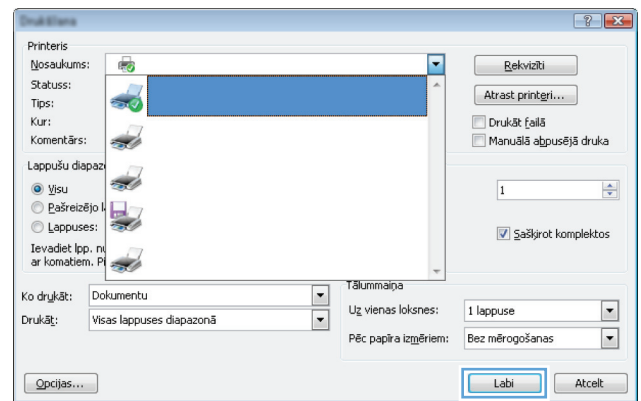 Drukāšana
Printeris
Nosaukums:
Rekvizīti
Statuss:
Tips:
Atrast printeri...
Kur:
Drukāt failā
Komentārs:
Manuālā abpusējā druka
Lappušu diapaz
Visu
1
Pašreizējo l
Lappuses:
Sašķirot komplektos
Ievadiet lpp. nu
ar komatiem. Pi
Tālummaiņa
Ko drukāt:
Dokumentu
Uz vienas loksnes:
1 lappuse
Drukāt:
Visas lappuses diapazonā
Pēc papīra izmēriem:
Bez mērogošanas
Opcijas...
Labi
Atcelt